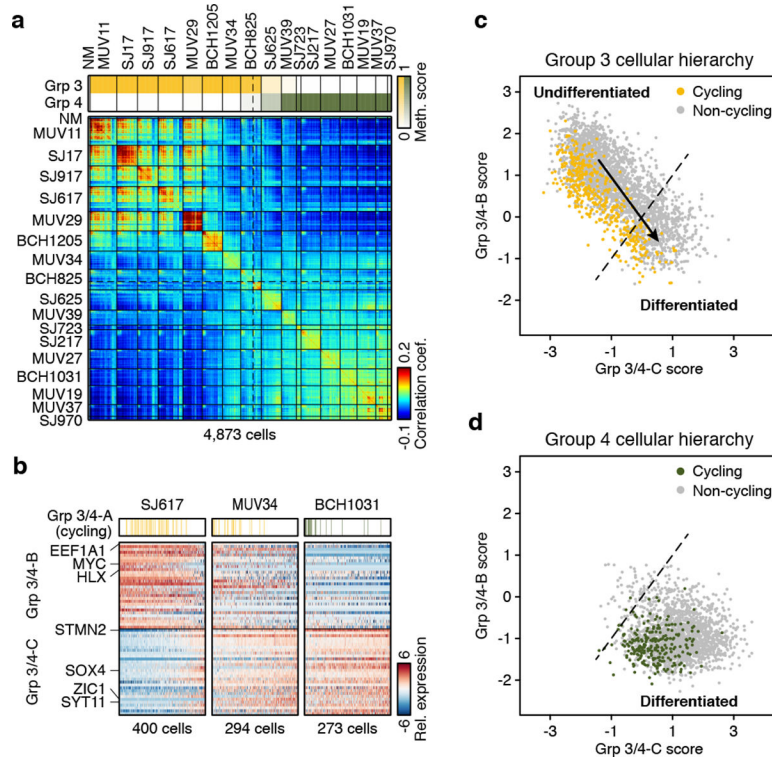 a
NM
MUV11
SJ17
SJ917
SJ617
MUV29
BCH1205
MUV34
BCH825
SJ625
MUV39
SJ723
SJ217
MUV27
BCH1031
MUV19
MUV37
SJ970
Grp 3
Grp 4
0 1
Meth. score
NM
MUV11
SJ17
SJ917
SJ617
MUV29
BCH1205
MUV34
BCH825
SJ625
MUV39
SJ723
SJ217
MUV27
BCH1031
MUV19
MUV37
SJ970
-0.1 0.2
Correlation coef.
4,873 cells
b
SJ617 MUV34 BCH1031
Grp 3/4-A
(cycling)
Grp 3/4-B
EEF1A1
MYC
HLX
Grp 3/4-C
STMN2
SOX4
ZIC1
SYT11
-6 6
Rel. expression
400 cells 294 cells 273 cells
c
Group 3 cellular hierarchy
Undifferentiated
Cycling
Non-cycling
3
2
1
0
-1
-2
Grp 3/4-B score
Differentiated
-3 -1 1 3
Grp 3/4-C score
d
Group 4 cellular hierarchy
Cycling
Non-cycling
3
2
1
0
-1
-2
Grp 3/4-B score
Differentiated
-3 -1 1 3
Grp 3/4-C score